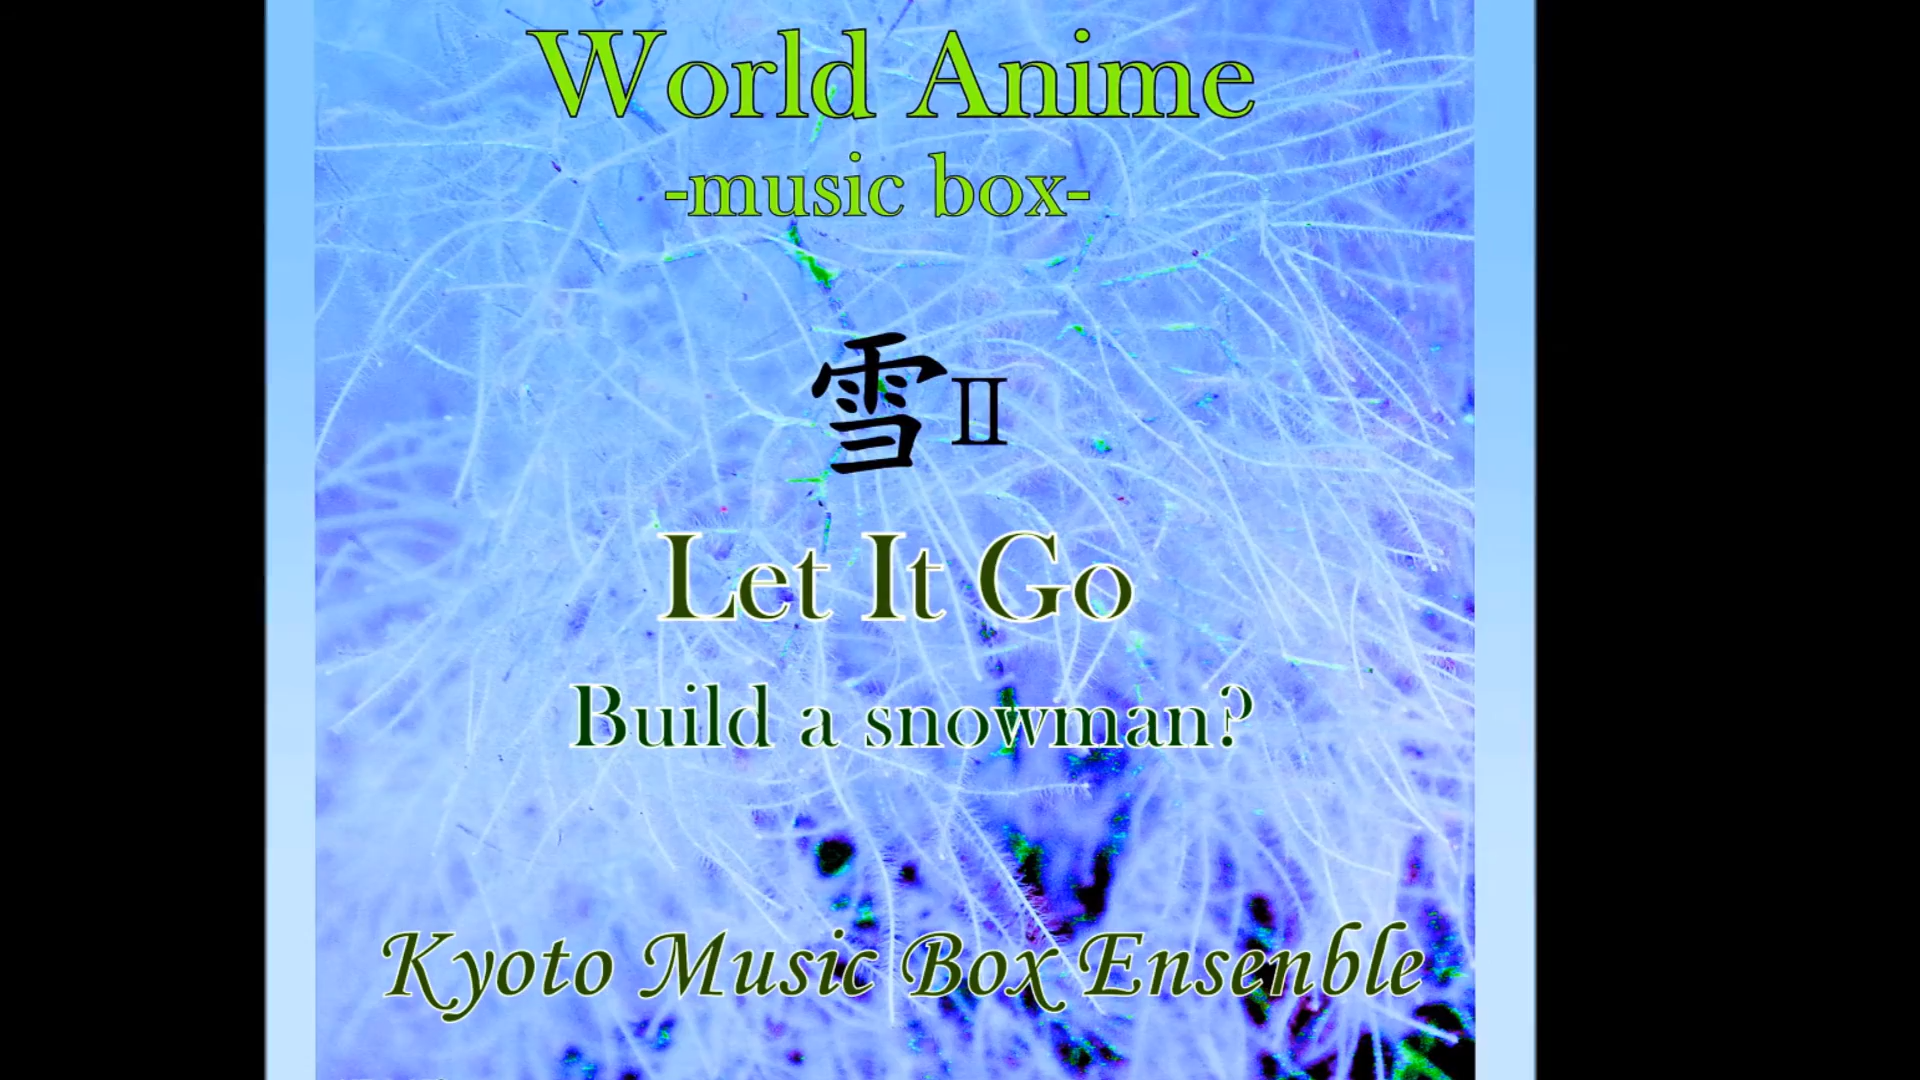 World Anime
-music box-
雪II
Let It Go
Build a snowman?
Kyoto Music Box Ensenble